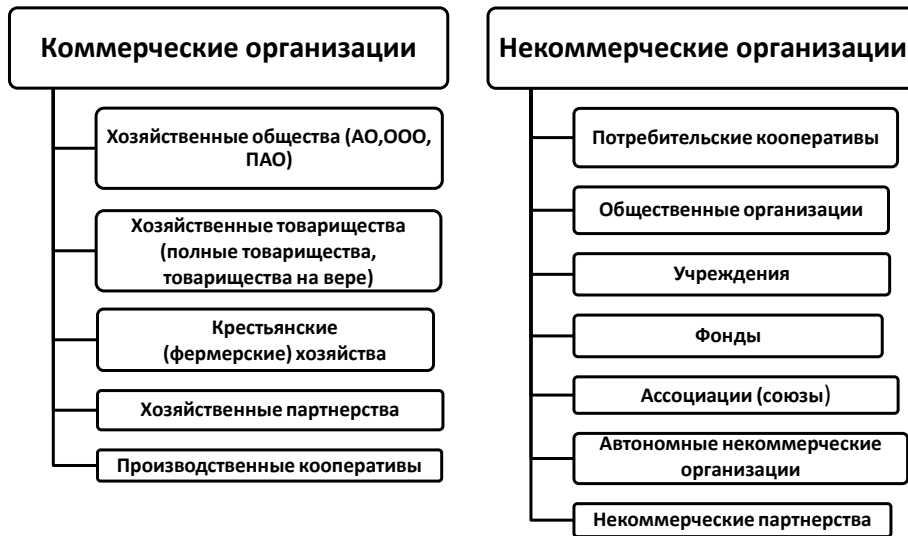 Коммерческие организации
Хозяйственные общества (АО,ООО,
ПАО)
Хозяйственные товарищества
(полные товарищества,
товарищества на вере)
Крестьянские
(фермерские) хозяйства
Хозяйственные партнерства
Производственные кооперативы
Некоммерческие организации
Потребительские кооперативы
Общественные организации
Учреждения
Фонды
Ассоциации (союзы)
Автономные некоммерческие
организации
Некоммерческие партнерства